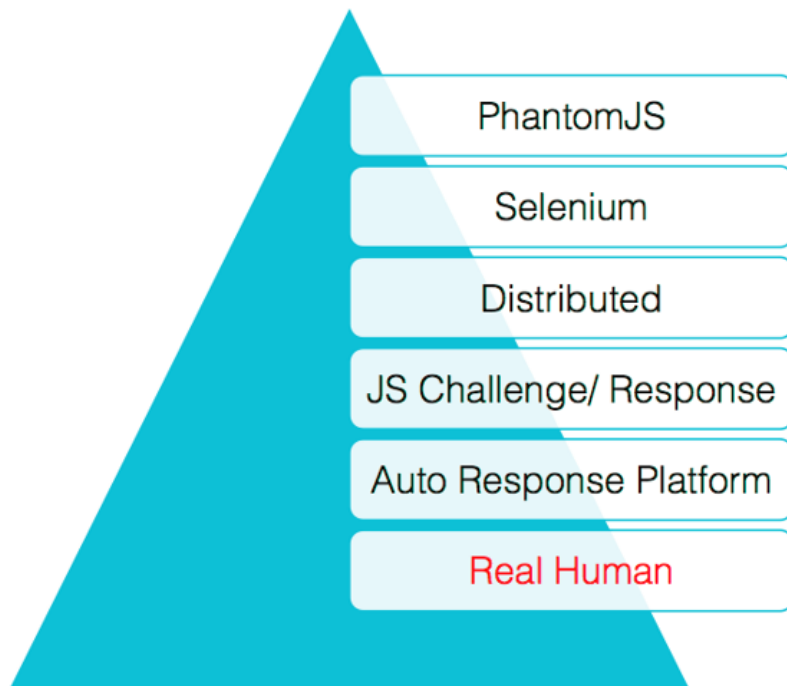 PhantomJS
Selenium
Distributed
JS Challenge/ Response
Auto Response Platform
Real Human